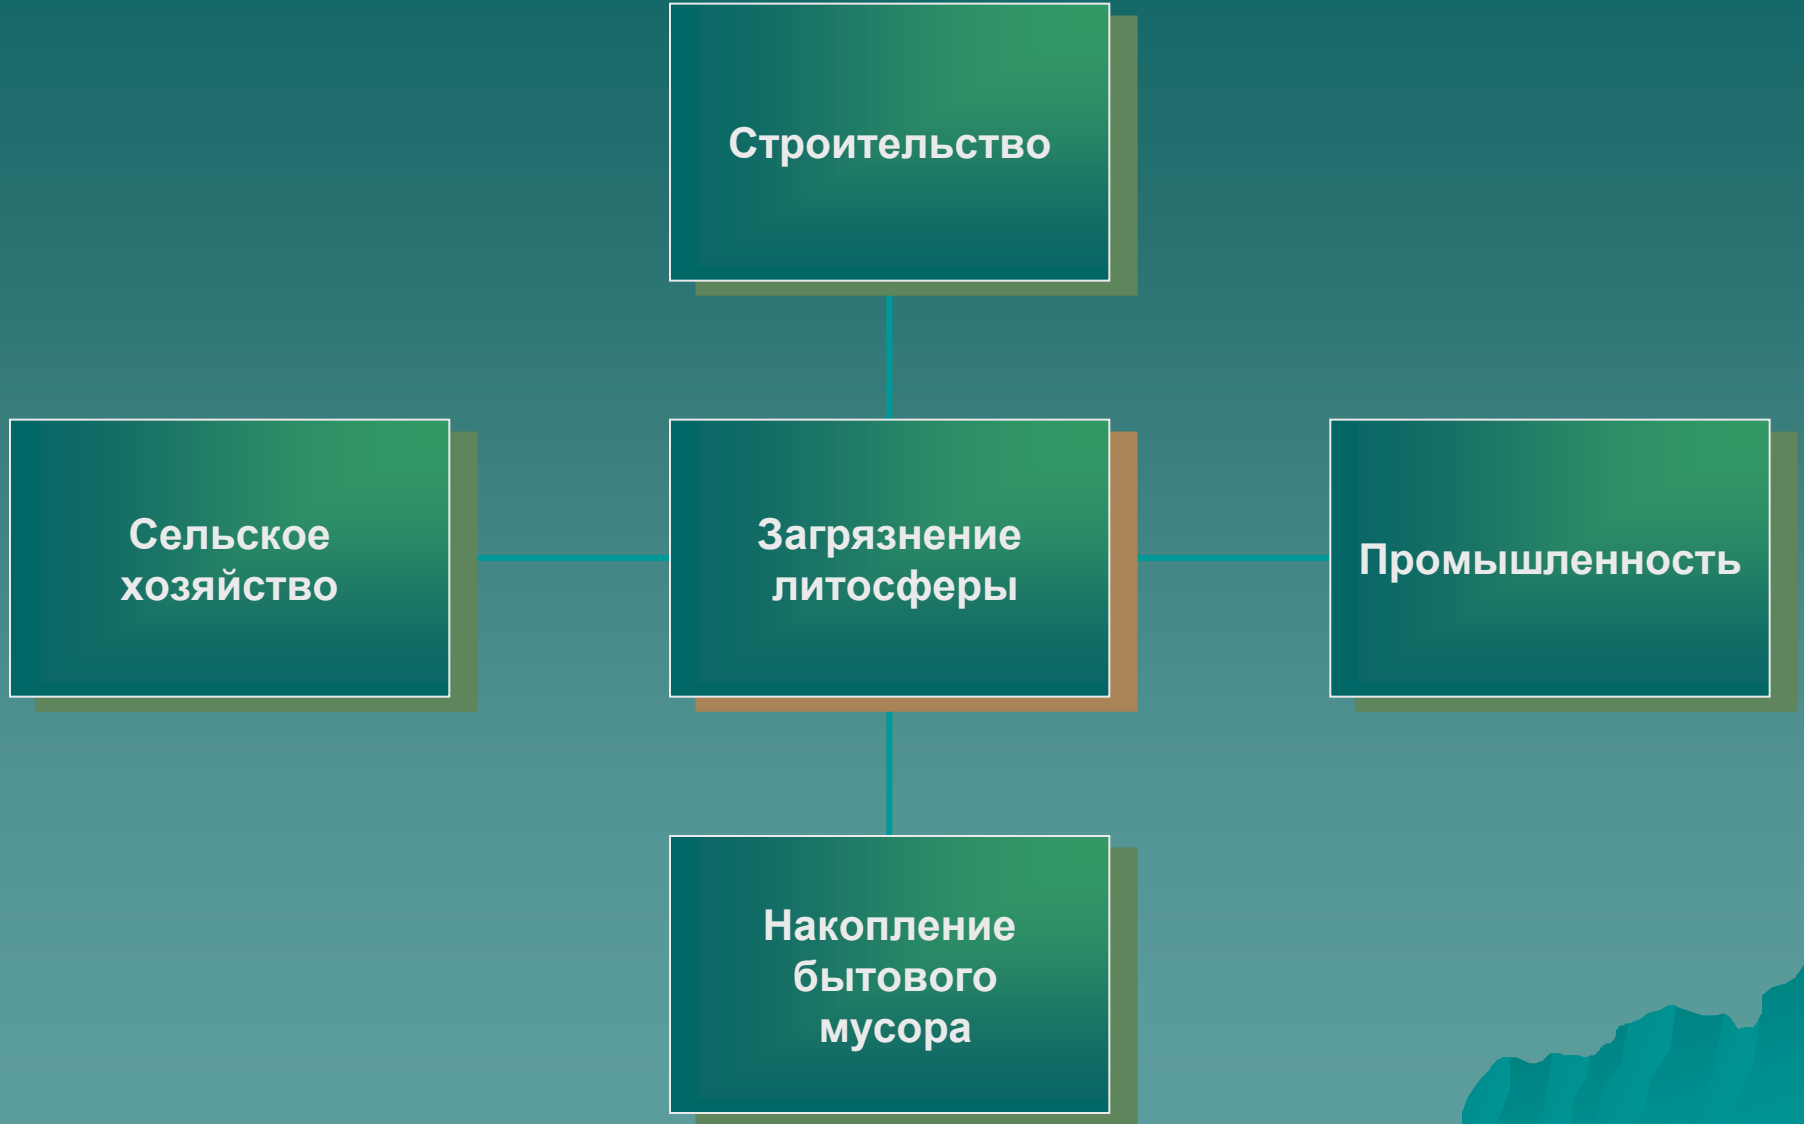 Строительство
Сельское
хозяйство
Загрязнение
литосферы
Промышленность
Накопление
бытового
мусора